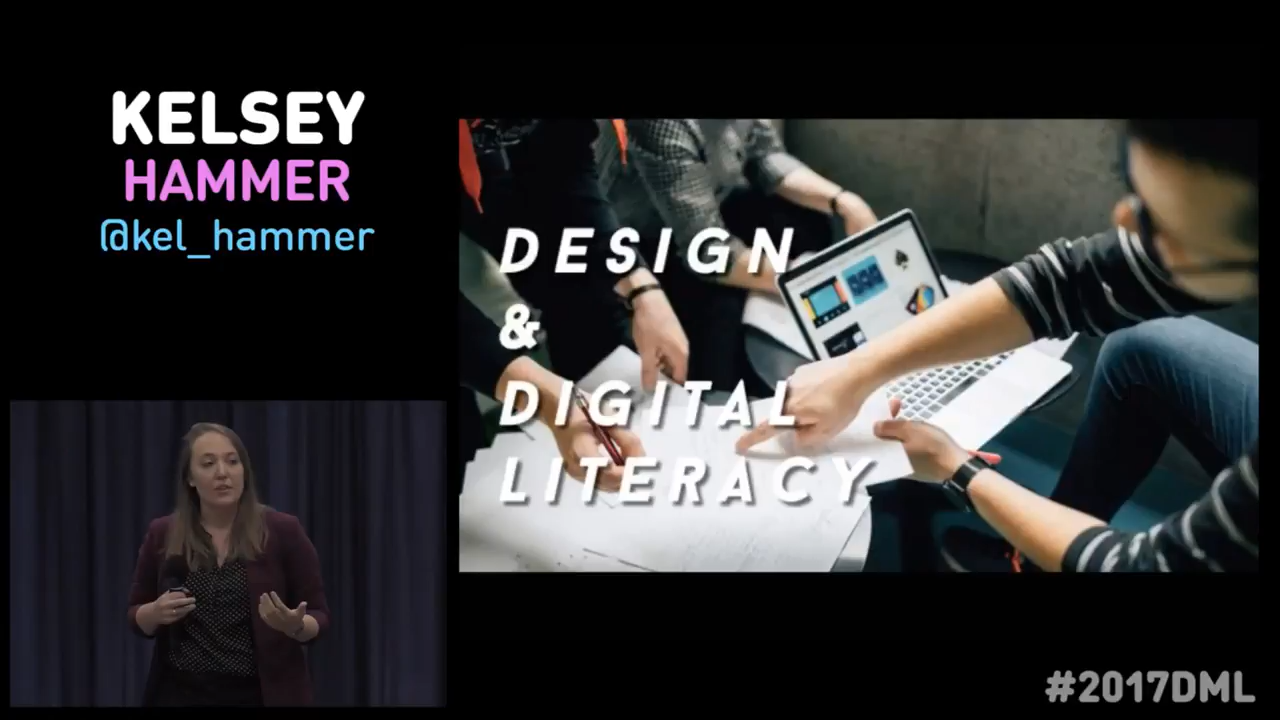 KELSEY
HAMMER
@kel_hammer
DESIGN
&
DIGITAL
LITERACY
#2017DML